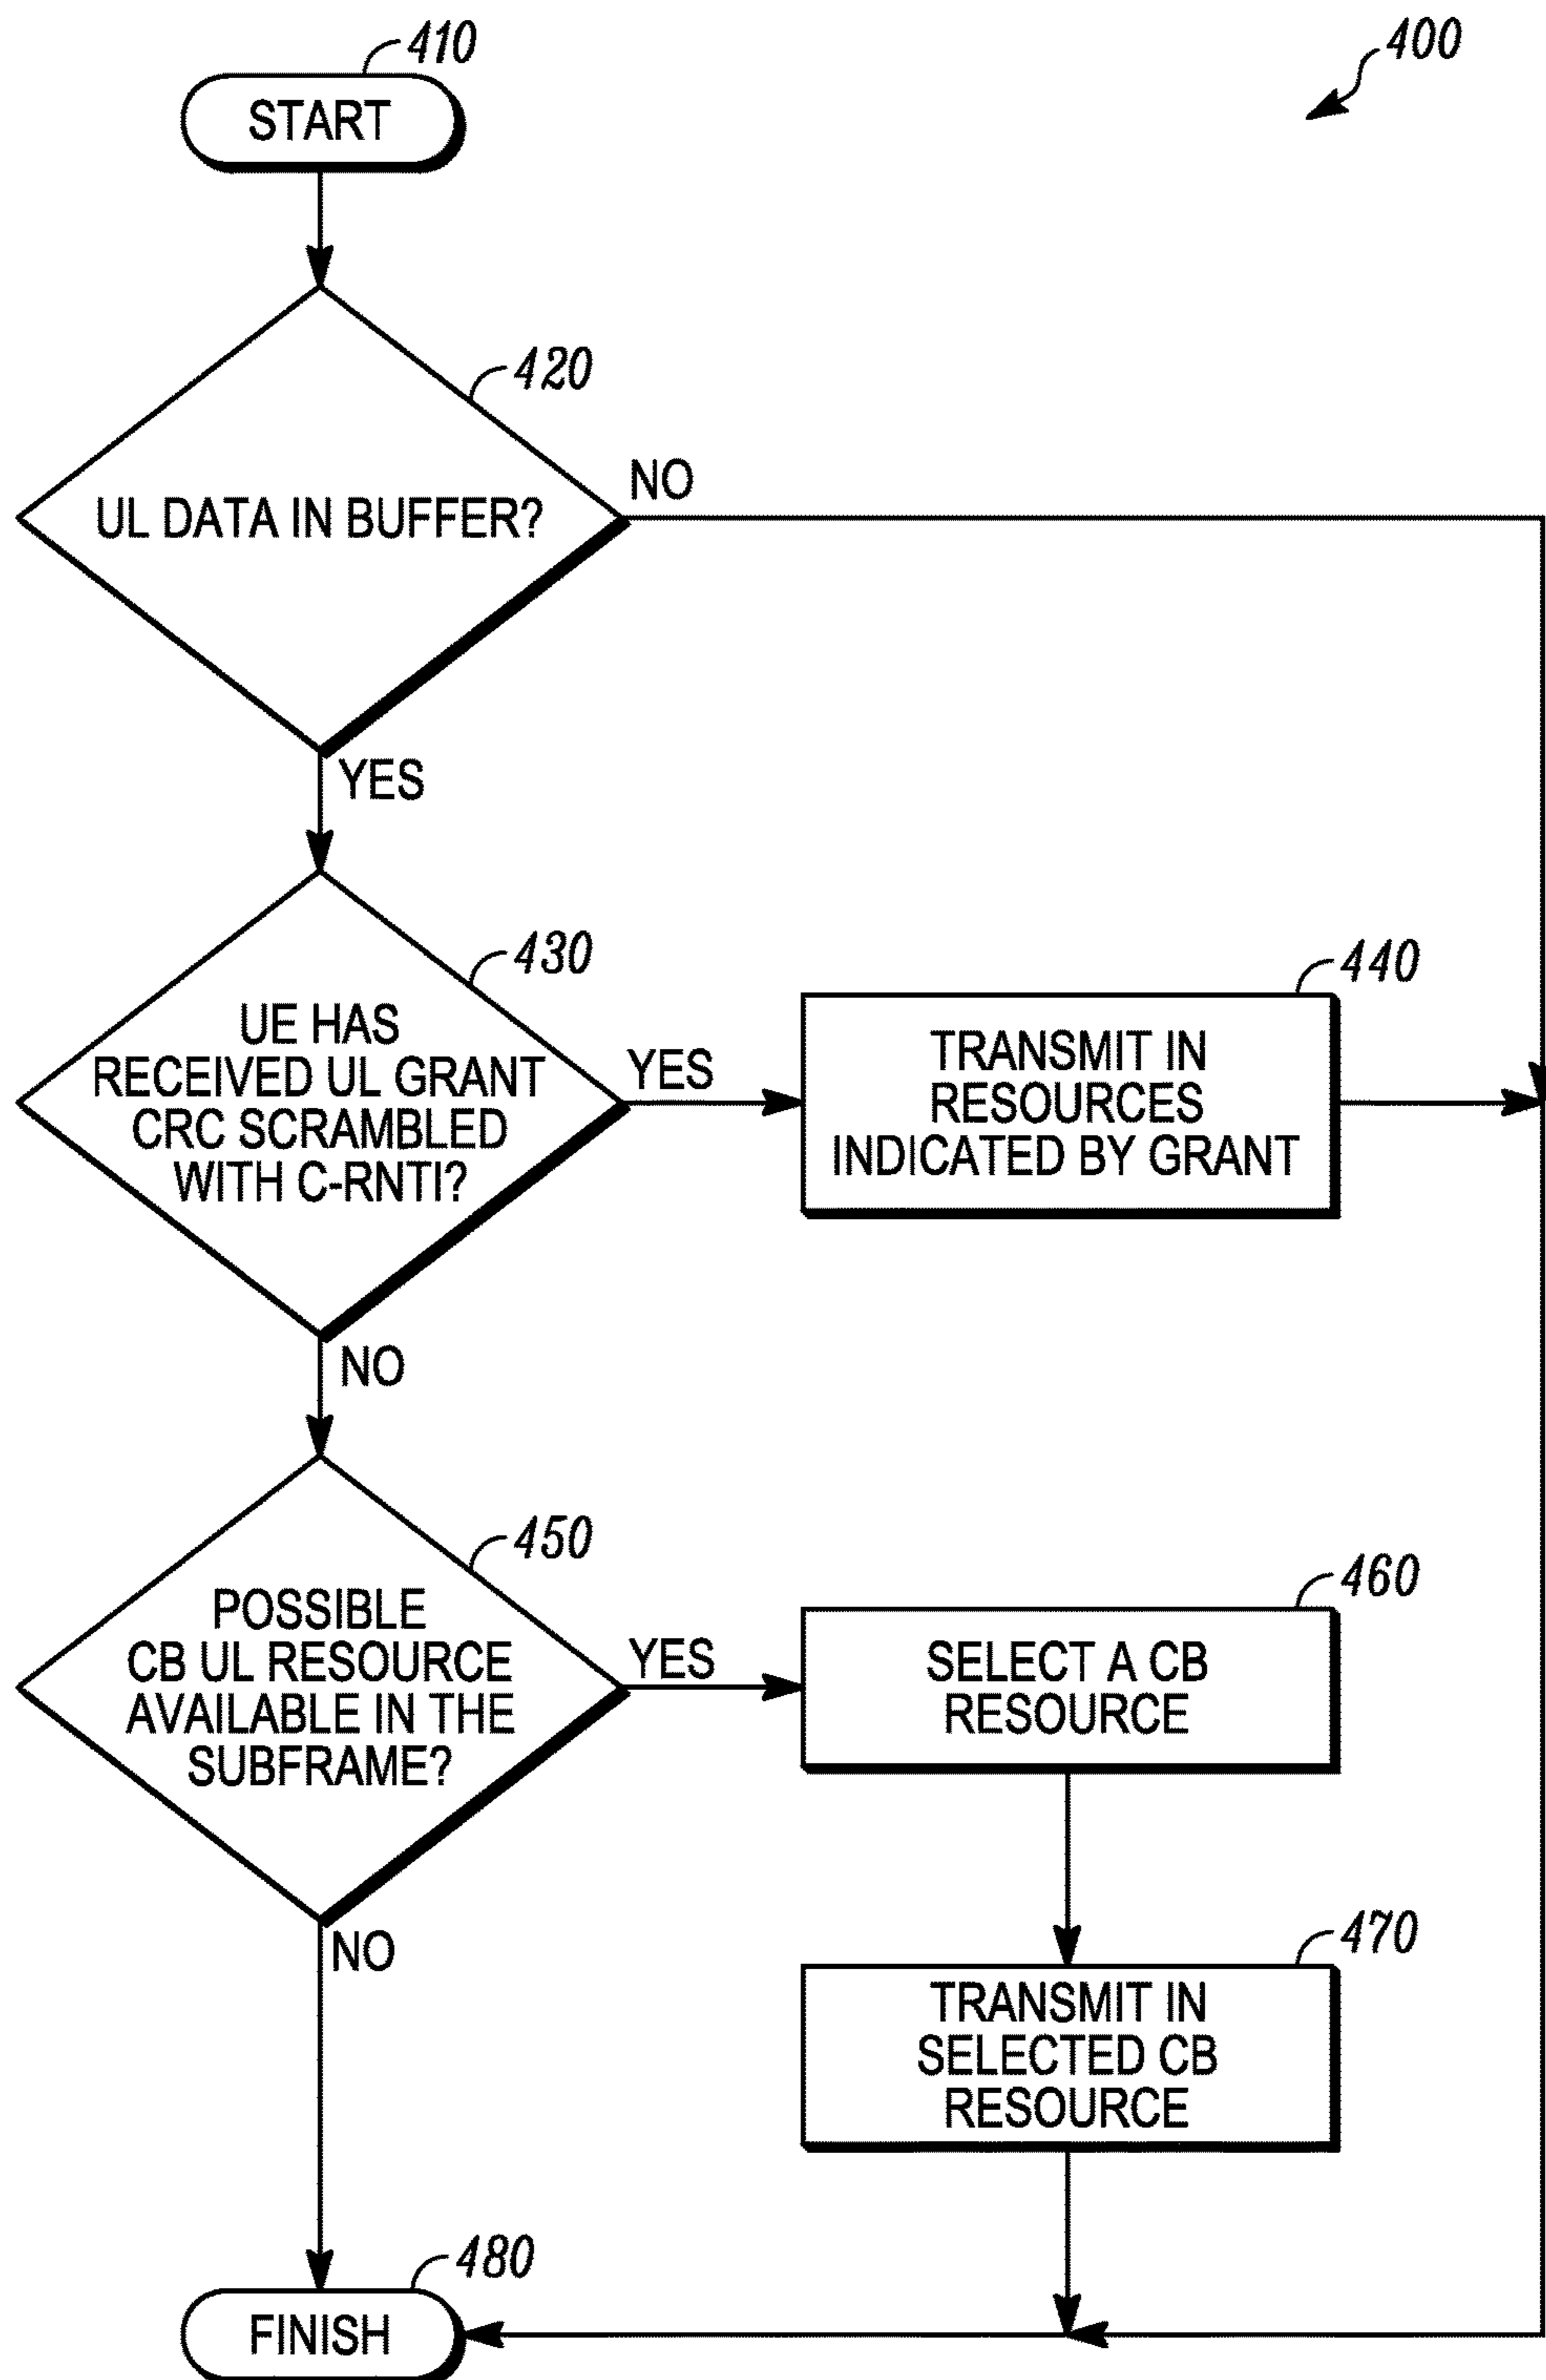 410
400
START
420
NO
UL DATA IN BUFFER?
YES
430
440
UE HAS
RECEIVED UL GRANT
CRC SCRAMBLED
WITH C-RNTI?
YES
TRANSMIT IN
RESOURCES
INDICATED BY GRANT
NO
450
460
POSSIBLE
CB UL RESOURCE
AVAILABLE IN THE
SUBFRAME?
YES
SELECT A CB
RESOURCE
NO
470
TRANSMIT IN
SELECTED CB
RESOURCE
480
FINISH